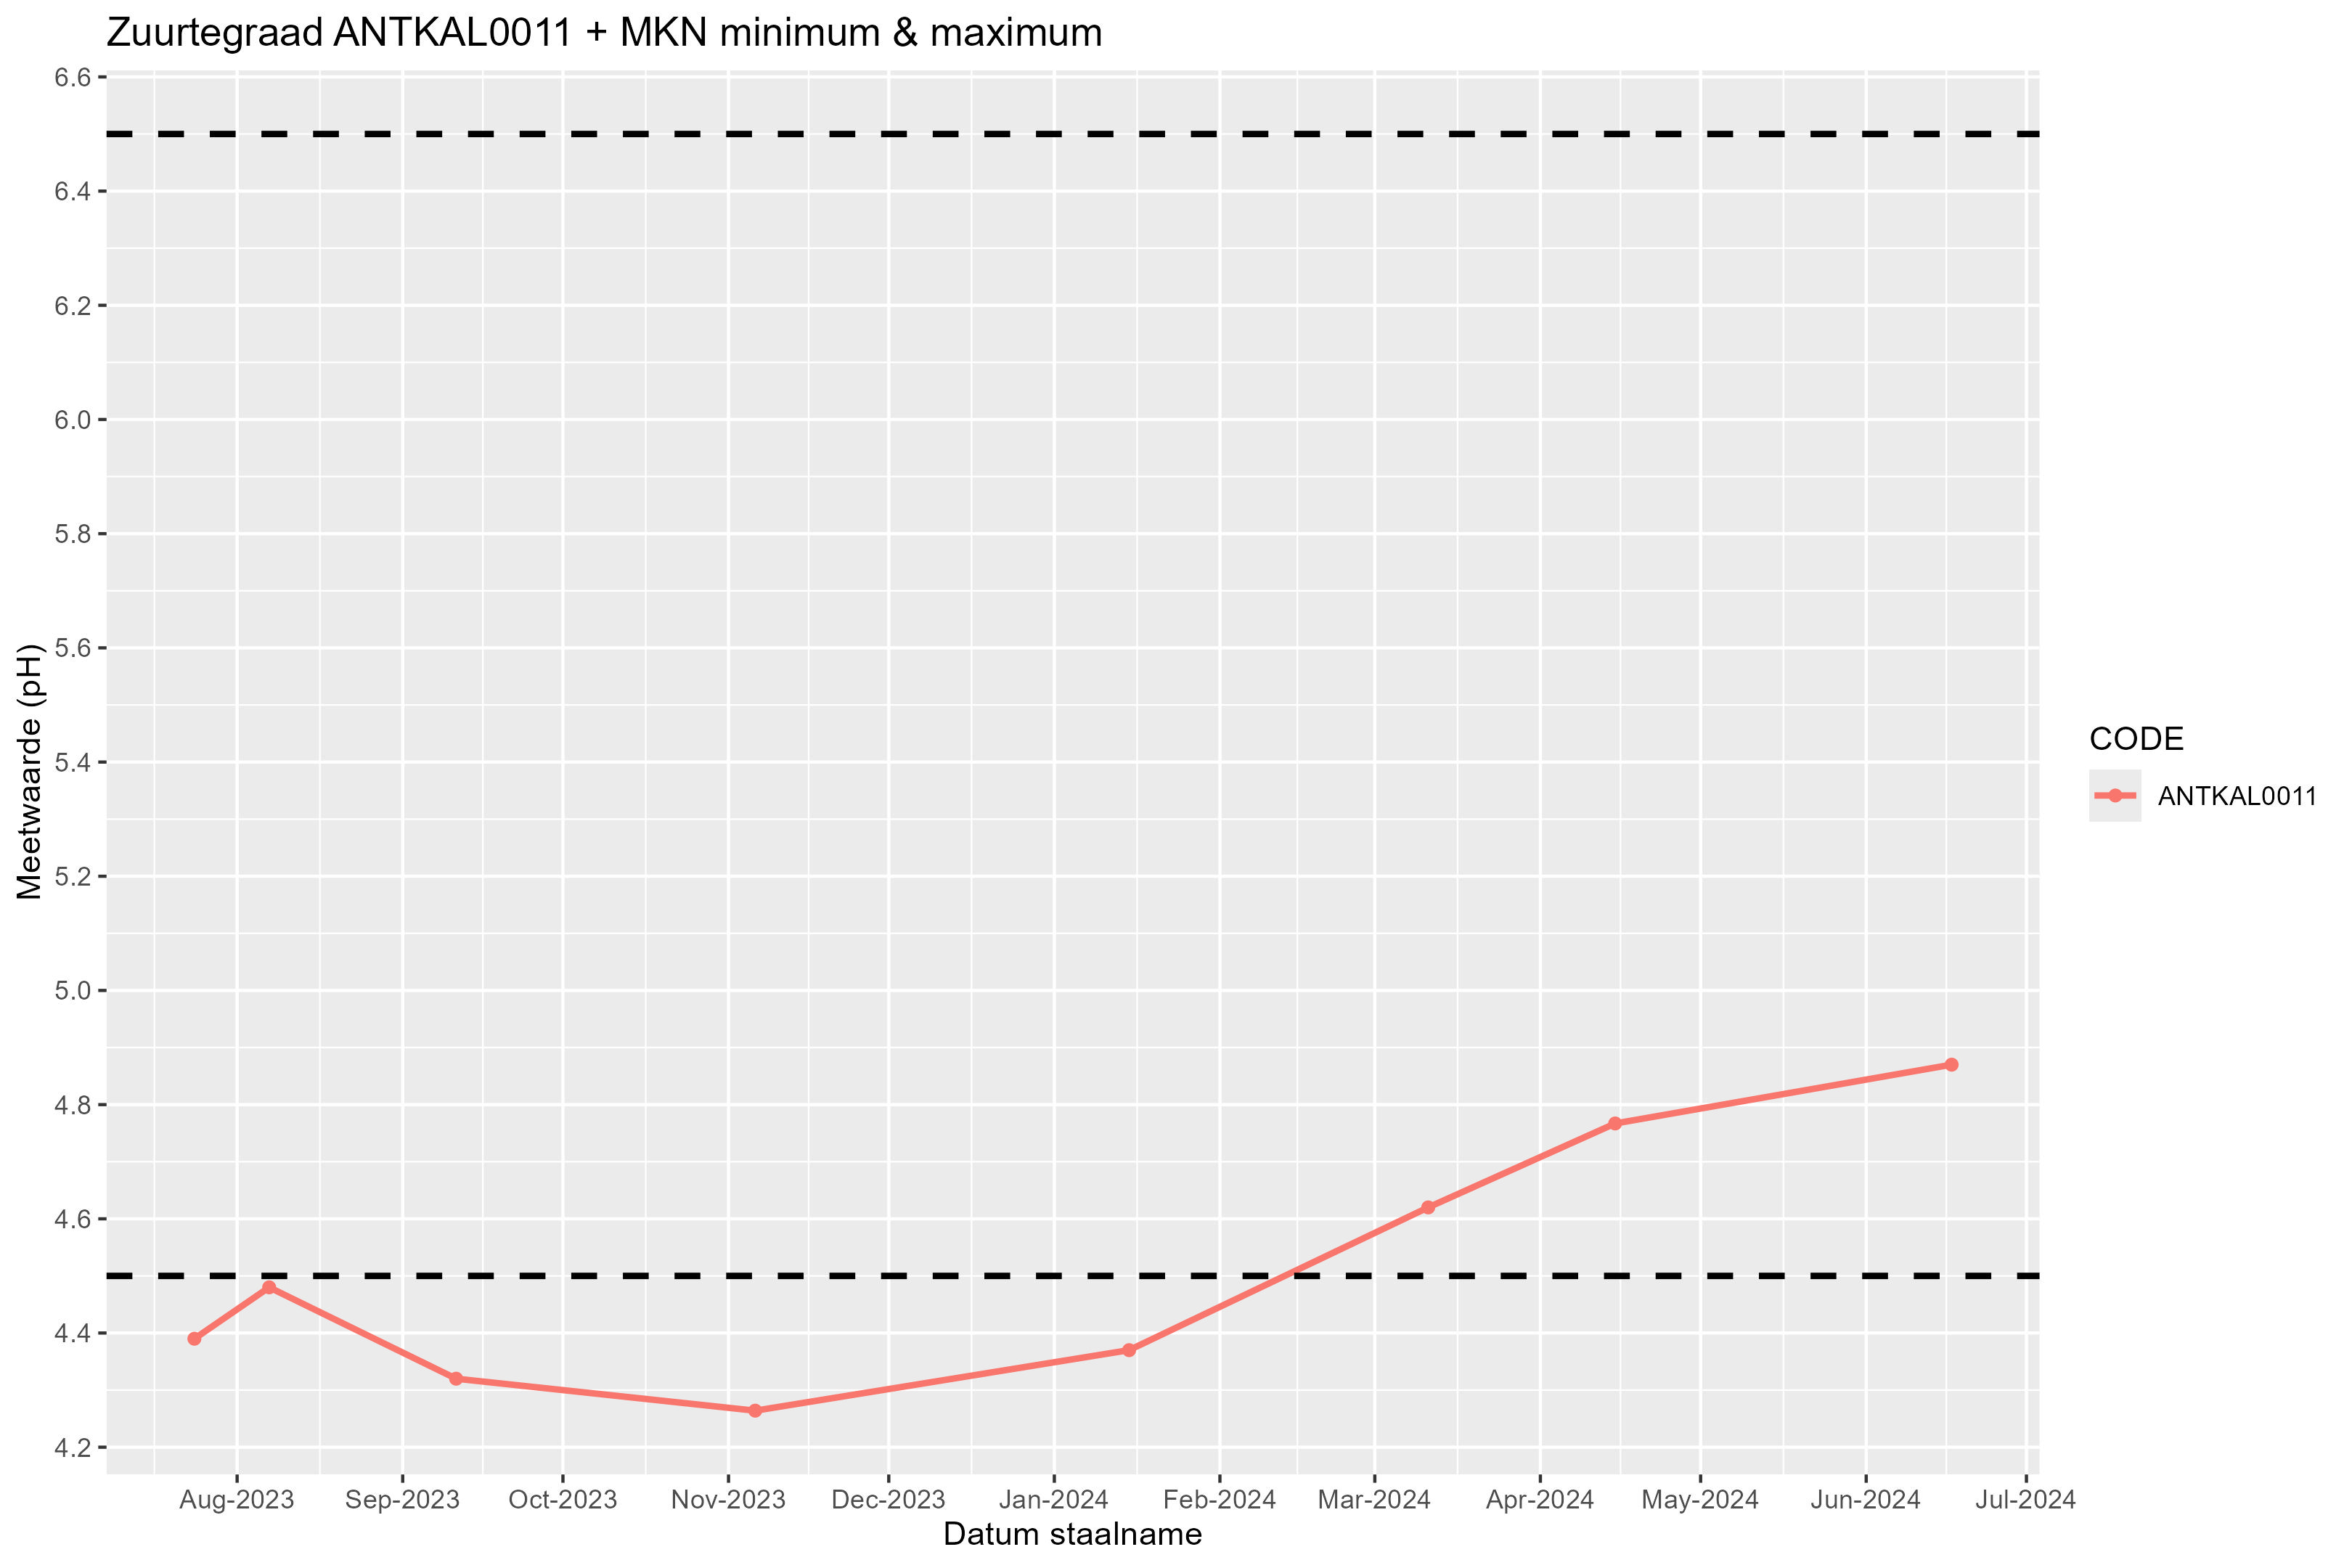 Zuurtegraad ANTKAL0011 + MKN minimum & maximum
6.6
6.4
6.2
6.0
5.8
5.6
5.4
5.2
5.0
4.8
4.6
4.4
4.2
Meetwaarde (pH)
Aug-2023 Sep-2023 Oct-2023 Nov-2023 Dec-2023 Jan-2024 Feb-2024 Mar-2024 Apr-2024 May-2024 Jun-2024 Jul-2024
Datum staalname
CODE
ANTKAL0011